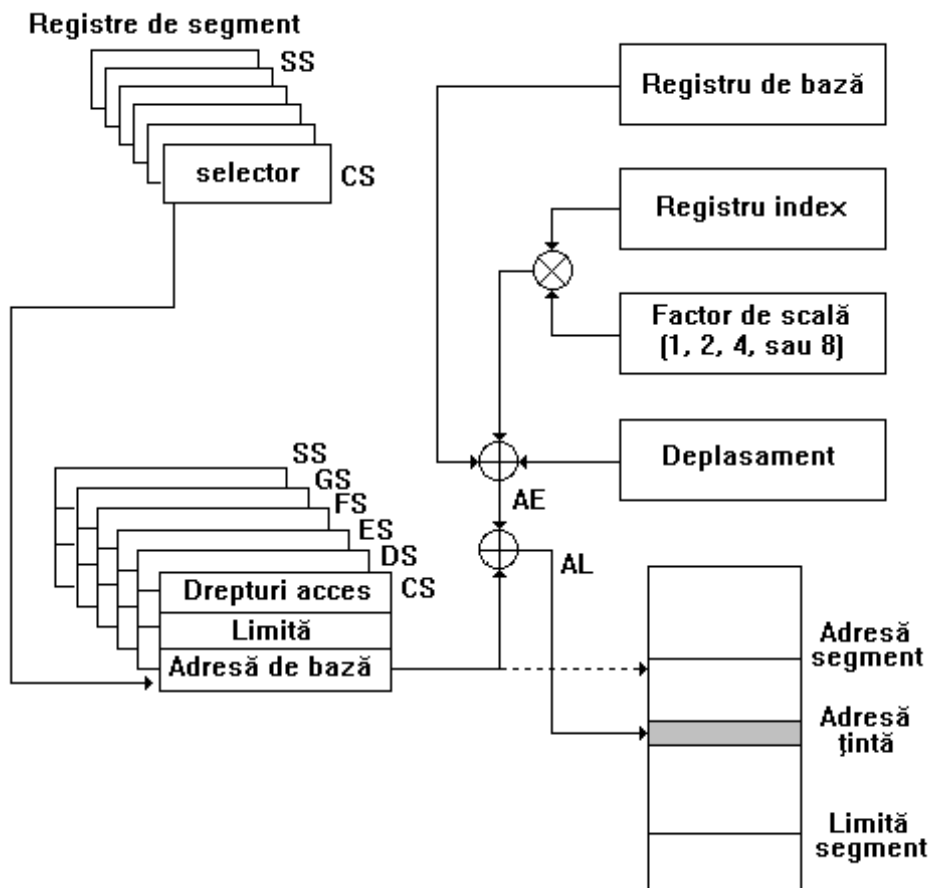 Registre de segment
SS
selector
CS
Registru de bază
Registru index
Factor de scală
(1, 2, 4, sau 8)
Deplasament
AE
AL
SS
GS
FS
ES
DS
CS
Drepturi acces
Limită
Adresă de bază
Adresă
segment
Adresă
ţintă
Limită
segment